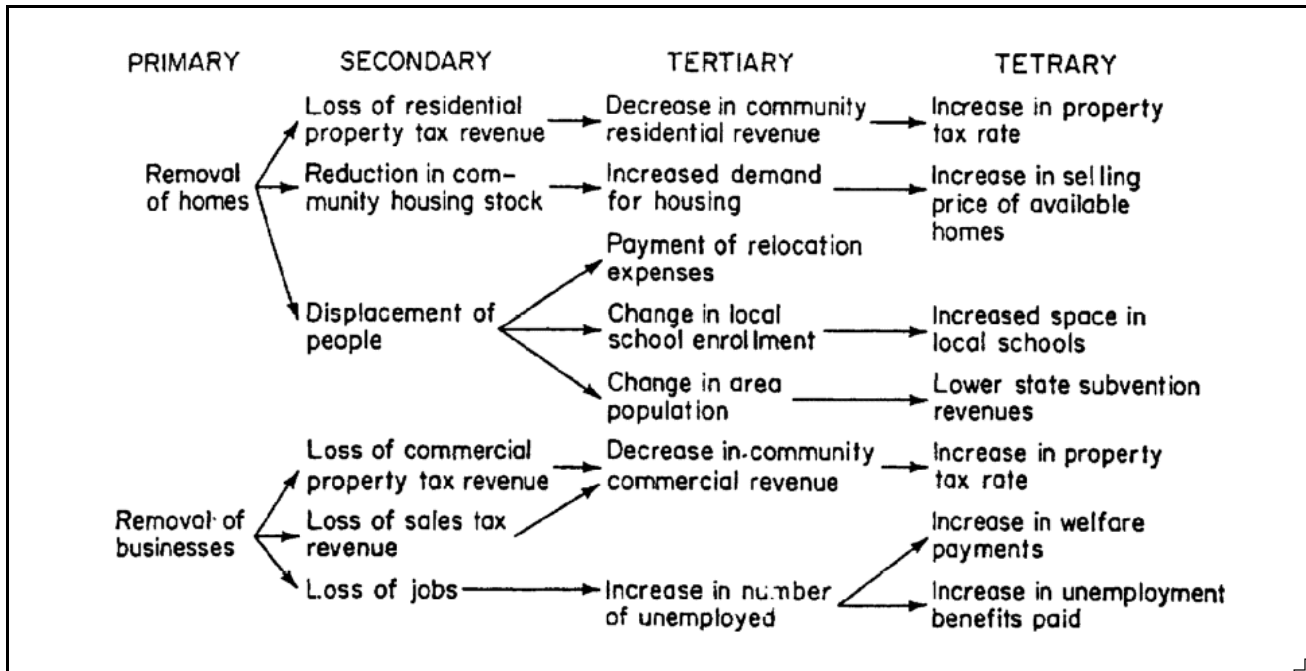 PRIMARY SECONDARY TERTIARY TETRARY
Loss of residential
property tax revenue
Decrease in community
residential revenue
Increase in property
tax rate
Removal
of homes
Reduction in com-
munity housing stock
Increased demand
for housing
Increase in selling
price of available
homes
Payment of relocation
expenses
Displacement of
people
Change in local
school enrollment
Increased space in
local schools
Change in area
population
Lower state subvention
revenues
Loss of commercial
property tax revenue
Decrease in community
commercial revenue
Increase in property
tax rate
Removal of
businesses
Loss of sales tax
revenue
Increase in welfare
payments
Loss of jobs
Increase in number
of unemployed
Increase in unemployment
benefits paid